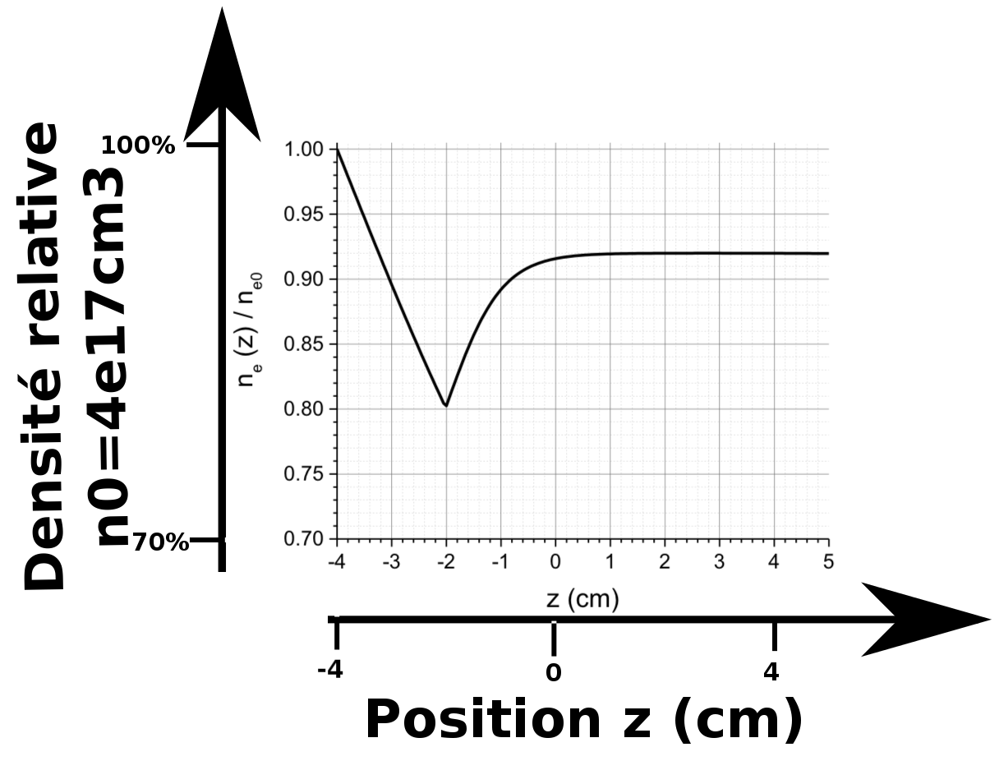 Densité relative
n0=4e17cm3
100%
70%
n_e (z) / n_e0
1.00
0.95
0.90
0.85
0.80
0.75
0.70
-4 -3 -2 -1 0 1 2 3 4 5
z (cm)
-4 0 4
Position z (cm)